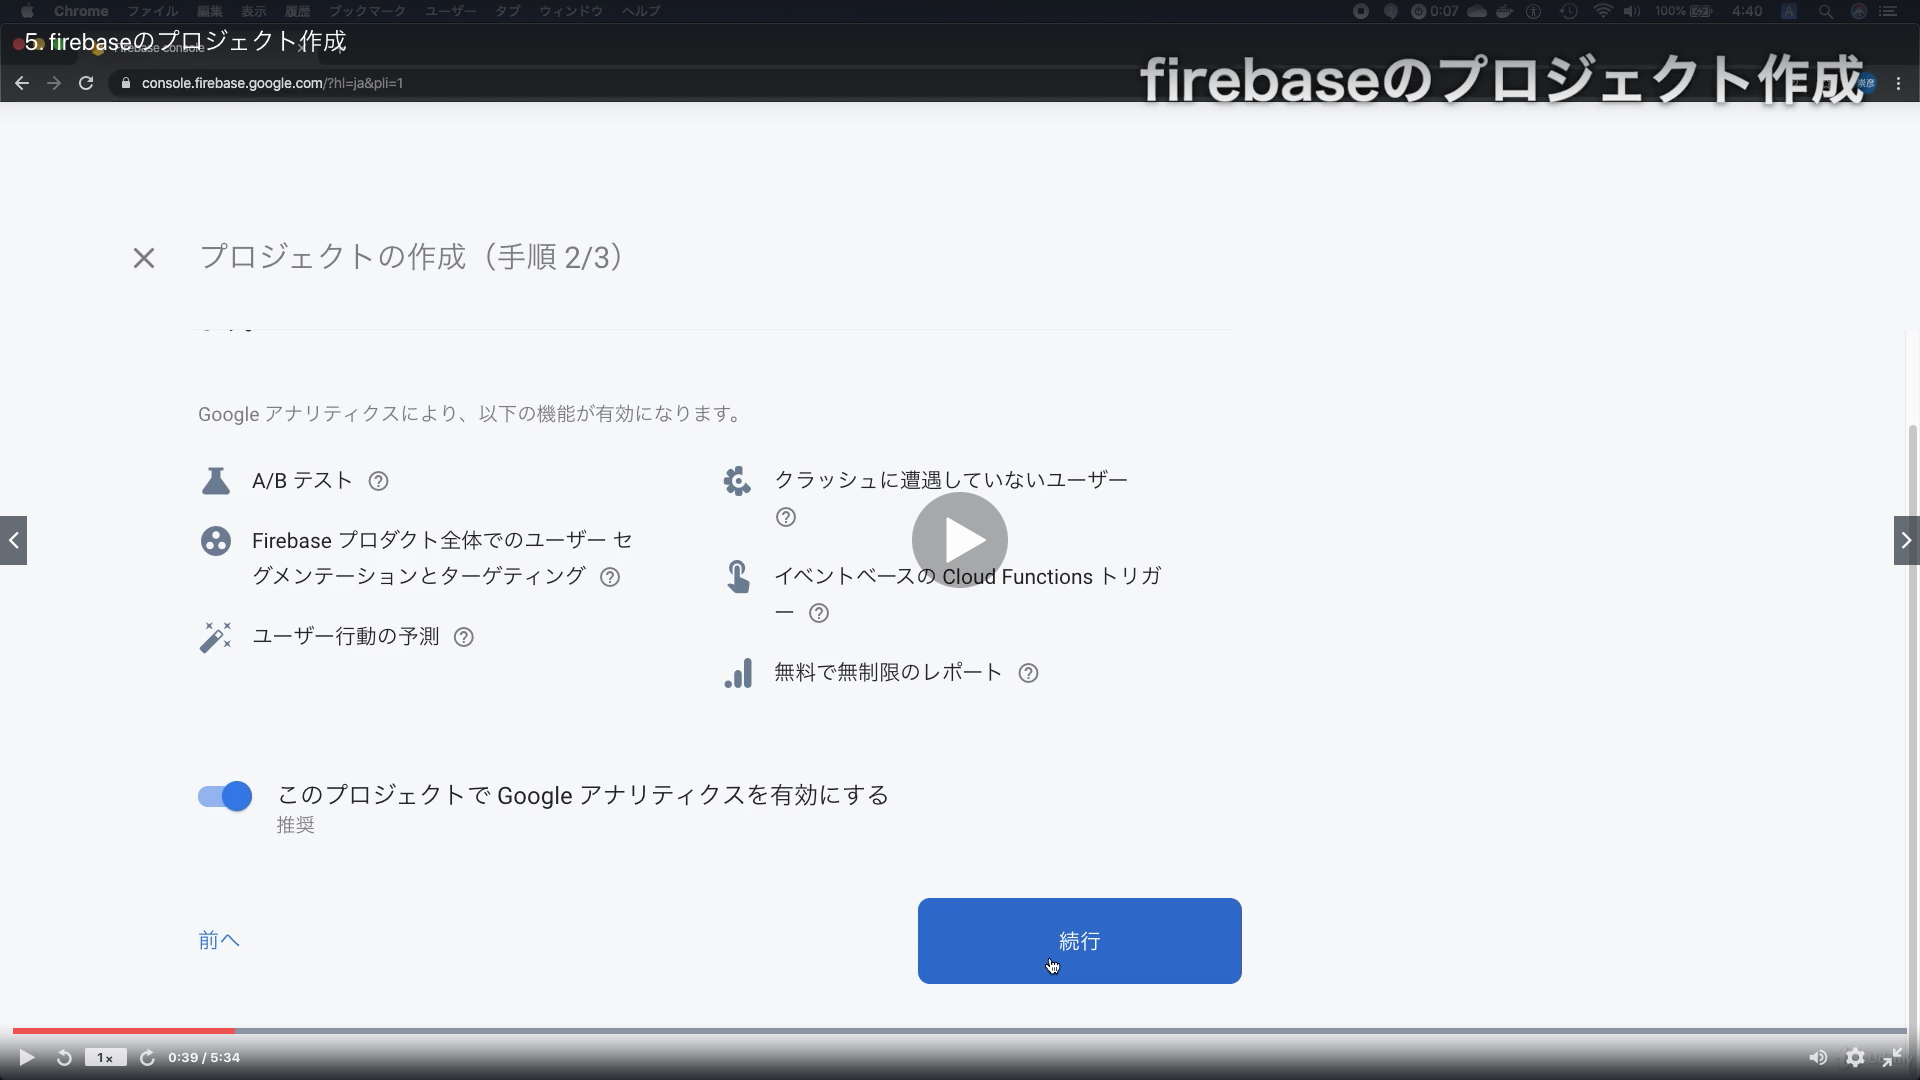 Chrome ファイル 編集 表示 履歴 ブックマーク ユーザー タブ ウィンドウ ヘルプ 0:07 100% 4:40 A
5. firebaseのプロジェクト作成
Firebase console
console.firebase.google.com/?hl=ja&pli=1
firebaseのプロジェクト作成
プロジェクトの作成（手順 2/3）
Google アナリティクスにより、以下の機能が有効になります。
A/B テスト
Firebase プロダクト全体でのユーザー セ
グメンテーションとターゲティング
ユーザー行動の予測
クラッシュに遭遇していないユーザー
イベントベースの Cloud Functions トリガ
ー
無料で無制限のレポート
このプロジェクトで Google アナリティクスを有効にする
推奨
前へ
続行
1x
0:39 / 5:34